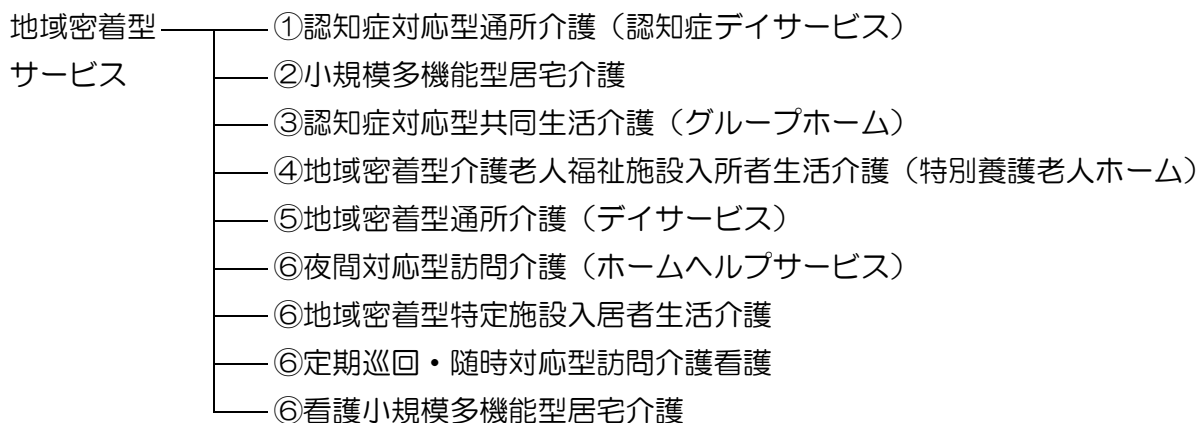 地域密着型 ①認知症対応型通所介護（認知症デイサービス）
サービス ②小規模多機能型居宅介護
③認知症対応型共同生活介護（グループホーム）
④地域密着型介護老人福祉施設入所者生活介護（特別養護老人ホーム）
⑤地域密着型通所介護（デイサービス）
⑥夜間対応型訪問介護（ホームヘルプサービス）
⑥地域密着型特定施設入居者生活介護
⑥定期巡回・随時対応型訪問介護看護
⑥看護小規模多機能型居宅介護